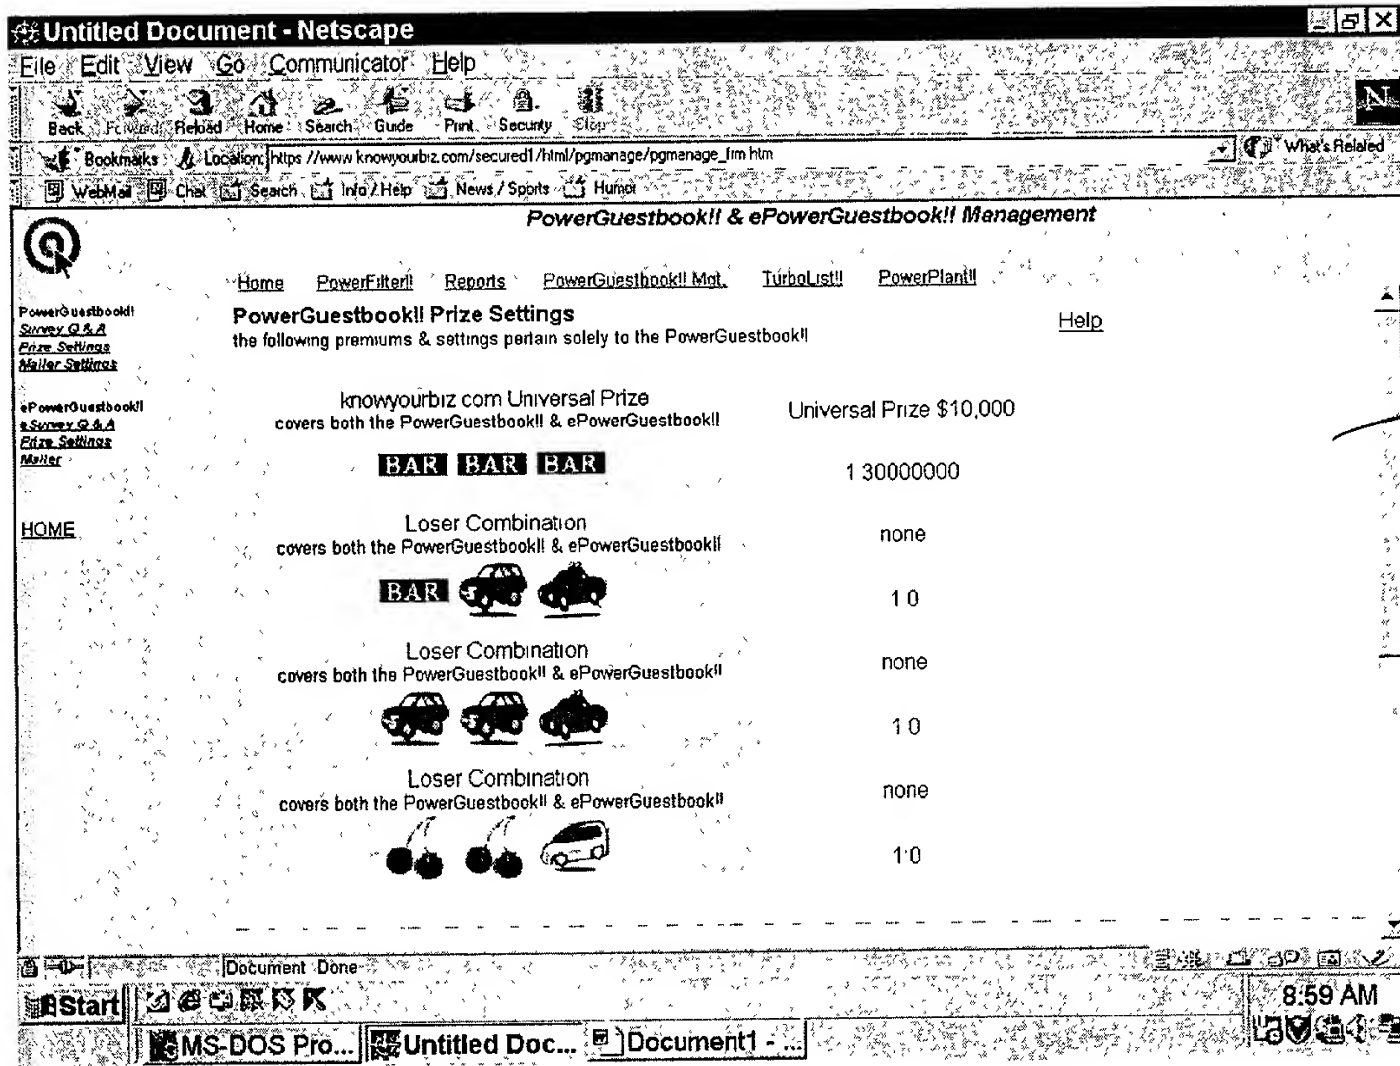 Untitled Document - Netscape
File Edit View Go Communicator Help
Back Forward Reload Home Search Guide Print Security Stop
N
Bookmarks Location: https //www knowyourbiz.com/secured1/html/pgmanage/pgmanage_frm htm What's Related
WebMail Chat Search Info / Help News / Sports Humor
PowerGuestbook!! & ePowerGuestbook!! Management
Home PowerFilter!! Reports PowerGuestbook!! Mgt. TurboList!! PowerPlant!!
PowerGuestbook!!
Survey Q & A
Prize Settings
Mailer Settings
ePowerGuestbook!!
eSurvey Q & A
Prize Settings
Mailer
HOME
PowerGuestbook!! Prize Settings
the following premiums & settings pertain solely to the PowerGuestbook!!
Help
knowyourbiz com Universal Prize
covers both the PowerGuestbook!! & ePowerGuestbook!!
Universal Prize $10,000
BAR BAR BAR
1 30000000
Loser Combination
covers both the PowerGuestbook!! & ePowerGuestbook!!
none
BAR
1 0
Loser Combination
covers both the PowerGuestbook!! & ePowerGuestbook!!
none
1 0
Loser Combination
covers both the PowerGuestbook!! & ePowerGuestbook!!
none
1:0
Document Done
Start
8:59 AM
MS-DOS Pro... Untitled Doc... Document1 - ...